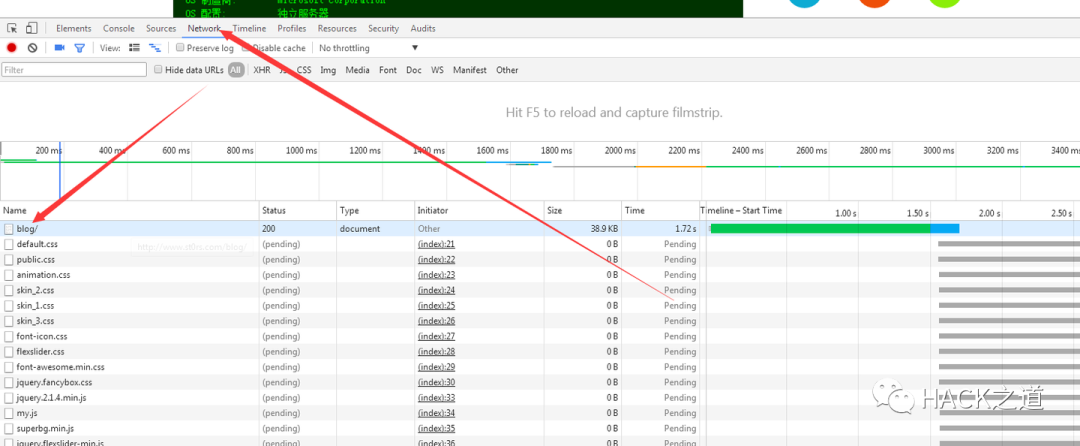 OS 制造商: Microsoft Corporation
OS 配置: 独立服务器
Elements Console Sources Network Timeline Profiles Resources Security Audits
View: Preserve log Disable cache No throttling
Filter Hide data URLs All XHR JS CSS Img Media Font Doc WS Manifest Other
Hit F5 to reload and capture filmstrip.
200 ms 400 ms 600 ms 800 ms 1000 ms 1200 ms 1400 ms 1600 ms 1800 ms 2000 ms 2200 ms 2400 ms 2600 ms 2800 ms 3000 ms 3200 ms 3400 ms
Name Status Type Initiator Size Time Timeline – Start Time 1.00 s 1.50 s 2.00 s 2.50 s
blog/ 200 document Other 38.9 KB 1.72 s
default.css (pending) (index):21 0 B Pending
public.css (pending) (index):22 0 B Pending
animation.css (pending) (index):23 0 B Pending
skin_2.css (pending) (index):24 0 B Pending
skin_1.css (pending) (index):25 0 B Pending
skin_3.css (pending) (index):26 0 B Pending
font-icon.css (pending) (index):27 0 B Pending
flexslider.css (pending) (index):28 0 B Pending
font-awesome.min.css (pending) (index):29 0 B Pending
jquery.fancybox.css (pending) (index):30 0 B Pending
jquery.2.1.4.min.js (pending) (index):33 0 B Pending
my.js (pending) (index):34 0 B Pending
superbg.min.js (pending) (index):35 0 B Pending
jquery.flexslider-min.js (pending) (index):36 0 B Pending
HACK之道